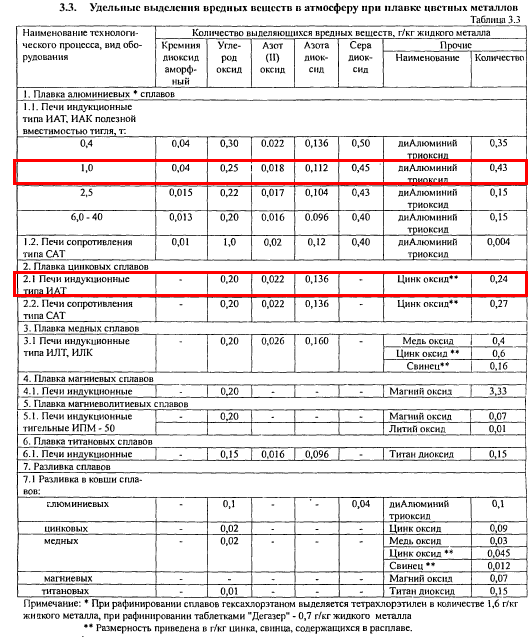 3.3. Удельные выделения вредных веществ в атмосферу при плавке цветных металлов
Таблица 3.3
Наименование технологического процесса, вид оборудования | Количество выделяющихся вредных веществ, г/кг жидкого металла
Кремния диоксид аморфный | Углерод оксид | Азот (II) оксид | Азота диоксид | Сера диоксид | Прочие
Наименование | Количество
1. Плавка алюминиевых * сплавов
1.1. Печи индукционные
типа ИАТ, ИАК полезной
вместимостью тигля, т:
0,4 | 0,04 | 0,30 | 0.022 | 0,136 | 0,50 | диАлюминий триоксид | 0,35
1,0 | 0,04 | 0,25 | 0,018 | 0,112 | 0,45 | диАлюминий триоксид | 0,43
2,5 | 0,015 | 0,22 | 0,017 | 0,104 | 0,43 | диАлюминий триоксид | 0,15
6,0 - 40 | 0,013 | 0,20 | 0,016 | 0.096 | 0,40 | диАлюминий триоксид | 0,15
1.2. Печи сопротивления типа САТ | 0,01 | 1,0 | 0,02 | 0,12 | 0,40 | диАлюминий триоксид | 0,004
2. Плавка цинковых сплавов
2.1 Печи индукционные типа ИАТ | - | 0,20 | 0,022 | 0,136 | - | Цинк оксид** | 0,24
2.2. Печи сопротивления типа САТ | - | 0,20 | 0,022 | 0,136 | - | Цинк оксид** | 0,27
3. Плавка медных сплавов
3.1 Печи индукционные типа ИЛТ, ИЛК | - | 0,20 | 0,026 | 0,160 | - | Медь оксид | 0,4
Цинк оксид ** | 0,6
Свинец** | 0,16
4. Плавка магниевых сплавов
4.1. Печи индукционные | - | 0,20 | - | - | - | Магний оксид | 3,33
5. Плавка магниеволитиевых сплавов
5.1. Печи индукционные тигельные ИПМ - 50 | - | 0,20 | - | - | - | Магний оксид | 0,07
Литий оксид | 0,01
6. Плавка титановых сплавов
6.1. Печи индукционные | - | 0,15 | 0,016 | 0,096 | - | Титан диоксид | 0,15
7. Разливка сплавов
7.1 Разливка в ковши сплавов:
глюминиевых | - | 0,1 | - | - | 0,04 | диАлюминий триоксид | 0,1
цинковых | - | 0,02 | - | - | - | Цинк оксид | 0,09
медных | - | 0,02 | - | - | - | Медь оксид | 0,03
Цинк оксид ** | 0,045
Свинец ** | 0,012
магниевых | - | - | - | - | - | Магний оксид | 0,07
титановых | - | 0,01 | - | - | - | Титан диоксид | 0,15
Примечание: * При рафинировании сплавов гексахлорэтаном выделяется тетрахлорэтилен в количестве 1,6 г/кг
жидкого металла, при рафинировании таблетками "Дегазер" - 0,7 г/кг жидкого металла
** Размерность приведена в г/кг цинка, свинца, содержащихся в расплаве.